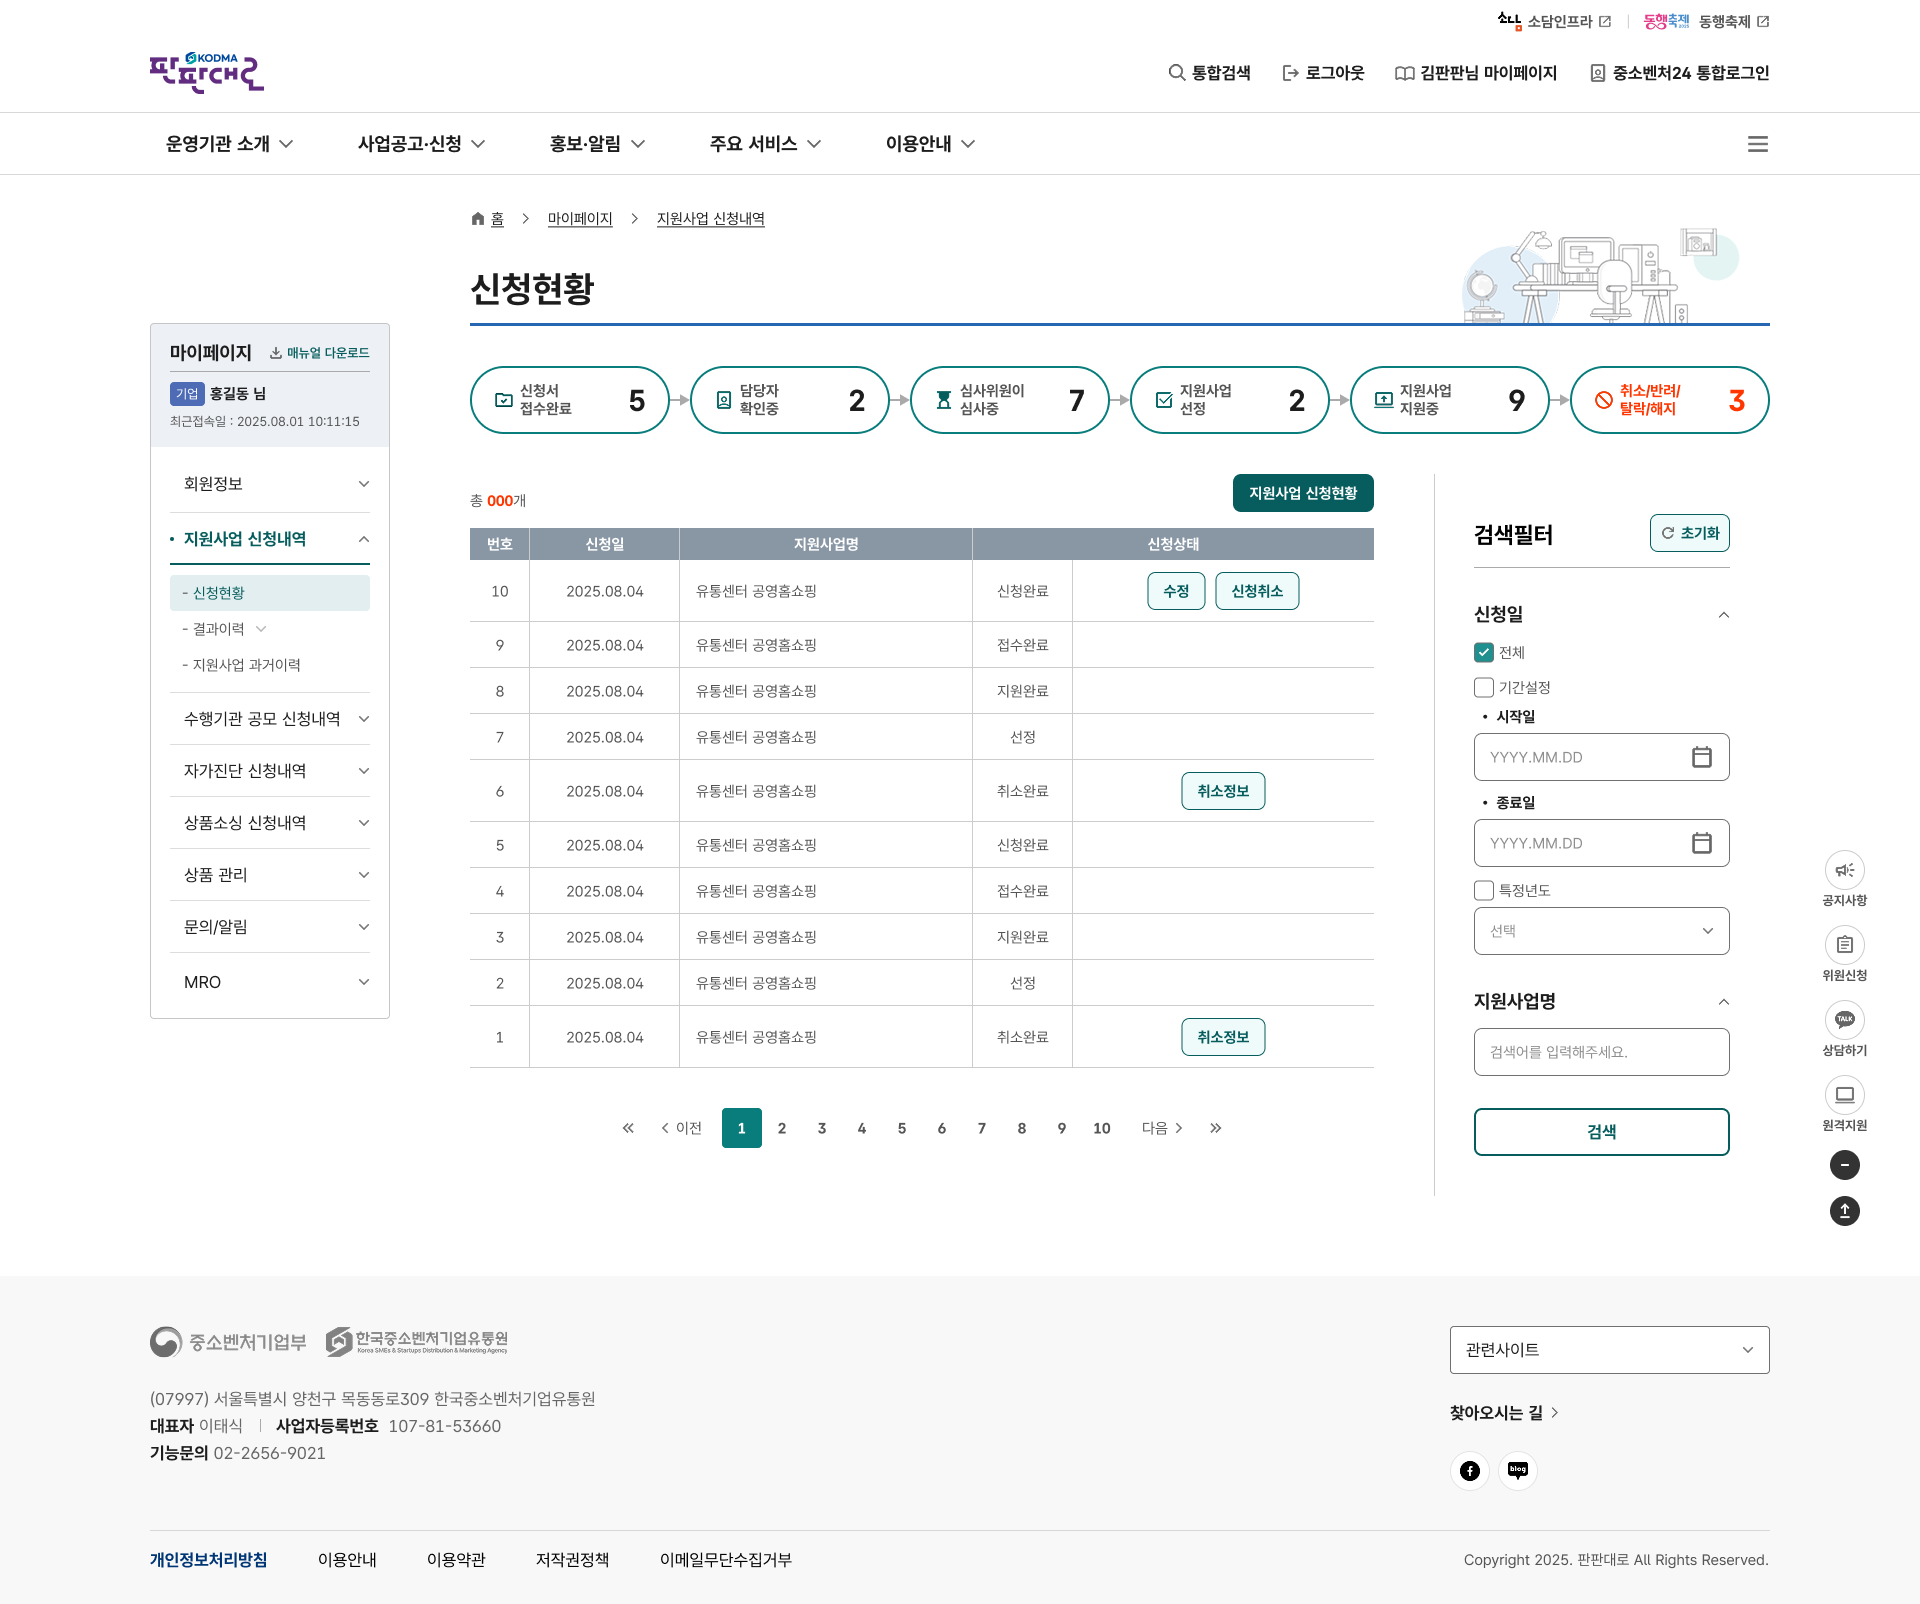 소담 소담인프라
동행축제 동행축제
KODMA
판판대로
통합검색
로그아웃
김판판님 마이페이지
중소벤처24 통합로그인
운영기관 소개
사업공고·신청
홍보·알림
주요 서비스
이용안내
홈 > 마이페이지 > 지원사업 신청내역
신청현황
마이페이지
매뉴얼 다운로드
기업 홍길동 님
최근접속일 : 2025.08.01 10:11:15
회원정보
• 지원사업 신청내역
- 신청현황
- 결과이력
- 지원사업 과거이력
수행기관 공모 신청내역
자가진단 신청내역
상품소싱 신청내역
상품 관리
문의/알림
MRO
신청서
접수완료
5
담당자
확인중
2
심사위원이
심사중
7
지원사업
선정
2
지원사업
지원중
9
취소/반려/
탈락/해지
3
총 000개
지원사업 신청현황
번호 신청일 지원사업명 신청상태
10 2025.08.04 유통센터 공영홈쇼핑 신청완료 수정 신청취소
9 2025.08.04 유통센터 공영홈쇼핑 접수완료
8 2025.08.04 유통센터 공영홈쇼핑 지원완료
7 2025.08.04 유통센터 공영홈쇼핑 선정
6 2025.08.04 유통센터 공영홈쇼핑 취소완료 취소정보
5 2025.08.04 유통센터 공영홈쇼핑 신청완료
4 2025.08.04 유통센터 공영홈쇼핑 접수완료
3 2025.08.04 유통센터 공영홈쇼핑 지원완료
2 2025.08.04 유통센터 공영홈쇼핑 선정
1 2025.08.04 유통센터 공영홈쇼핑 취소완료 취소정보
« < 이전 1 2 3 4 5 6 7 8 9 10 다음 > »
검색필터
초기화
신청일
전체
기간설정
• 시작일
YYYY.MM.DD
• 종료일
YYYY.MM.DD
특정년도
선택
지원사업명
검색어를 입력해주세요.
검색
공지사항
위원신청
TALK
상담하기
원격지원
중소벤처기업부
한국중소벤처기업유통원
Korea SMEs & Startups Distribution & Marketing Agency
(07997) 서울특별시 양천구 목동동로309 한국중소벤처기업유통원
대표자 이태식 | 사업자등록번호 107-81-53660
기능문의 02-2656-9021
관련사이트
찾아오시는 길 >
blog
개인정보처리방침
이용안내
이용약관
저작권정책
이메일무단수집거부
Copyright 2025. 판판대로 All Rights Reserved.